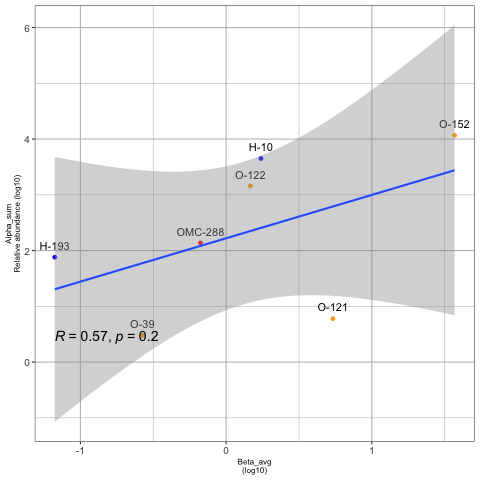 6
4
2
0
Alpha_sum
Relative abundance (log10)
O-152
H-10
O-122
OMC-288
H-193
O-121
O-39
R = 0.57, p = 0.2
-1 0 1
Beta_avg
(log10)